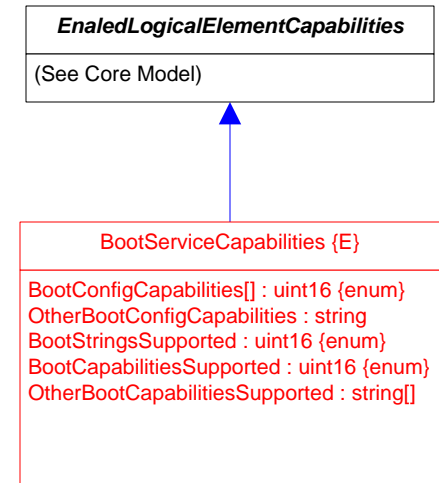 EnaledLogicalElementCapabilities
(See Core Model)
BootServiceCapabilities {E}
BootConfigCapabilities[] : uint16 {enum}
OtherBootConfigCapabilities : string
BootStringsSupported : uint16 {enum}
BootCapabilitiesSupported : uint16 {enum}
OtherBootCapabilitiesSupported : string[]